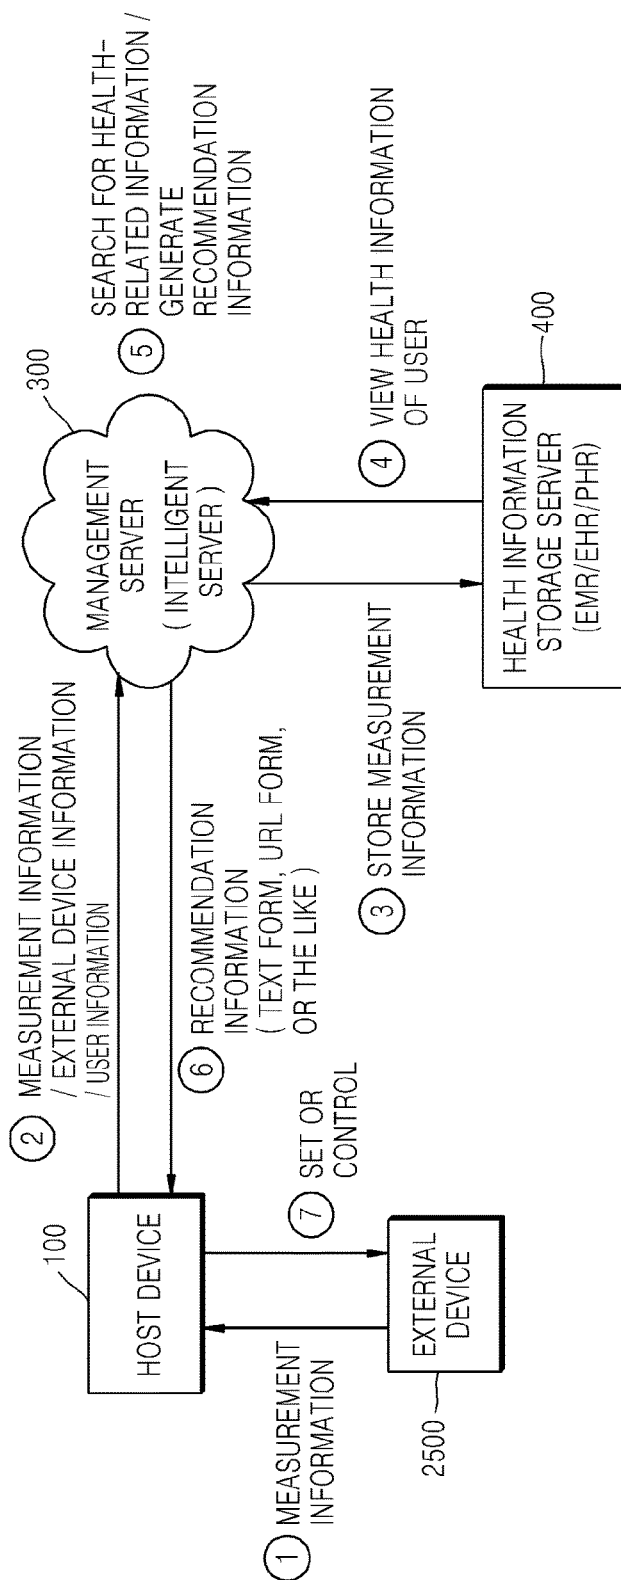 1
MEASUREMENT
INFORMATION
2
MEASUREMENT INFORMATION
/ EXTERNAL DEVICE INFORMATION
/ USER INFORMATION
100
HOST DEVICE
2500
EXTERNAL
DEVICE
7
SET OR
CONTROL
6
RECOMMENDATION
INFORMATION
( TEXT FORM, URL FORM,
OR THE LIKE )
300
MANAGEMENT
SERVER
( INTELLIGENT
SERVER )
3
STORE MEASUREMENT
INFORMATION
4
VIEW HEALTH INFORMATION
OF USER
5
SEARCH FOR HEALTH-
RELATED INFORMATION /
GENERATE
RECOMMENDATION
INFORMATION
400
HEALTH INFORMATION
STORAGE SERVER
(EMR/EHR/PHR)